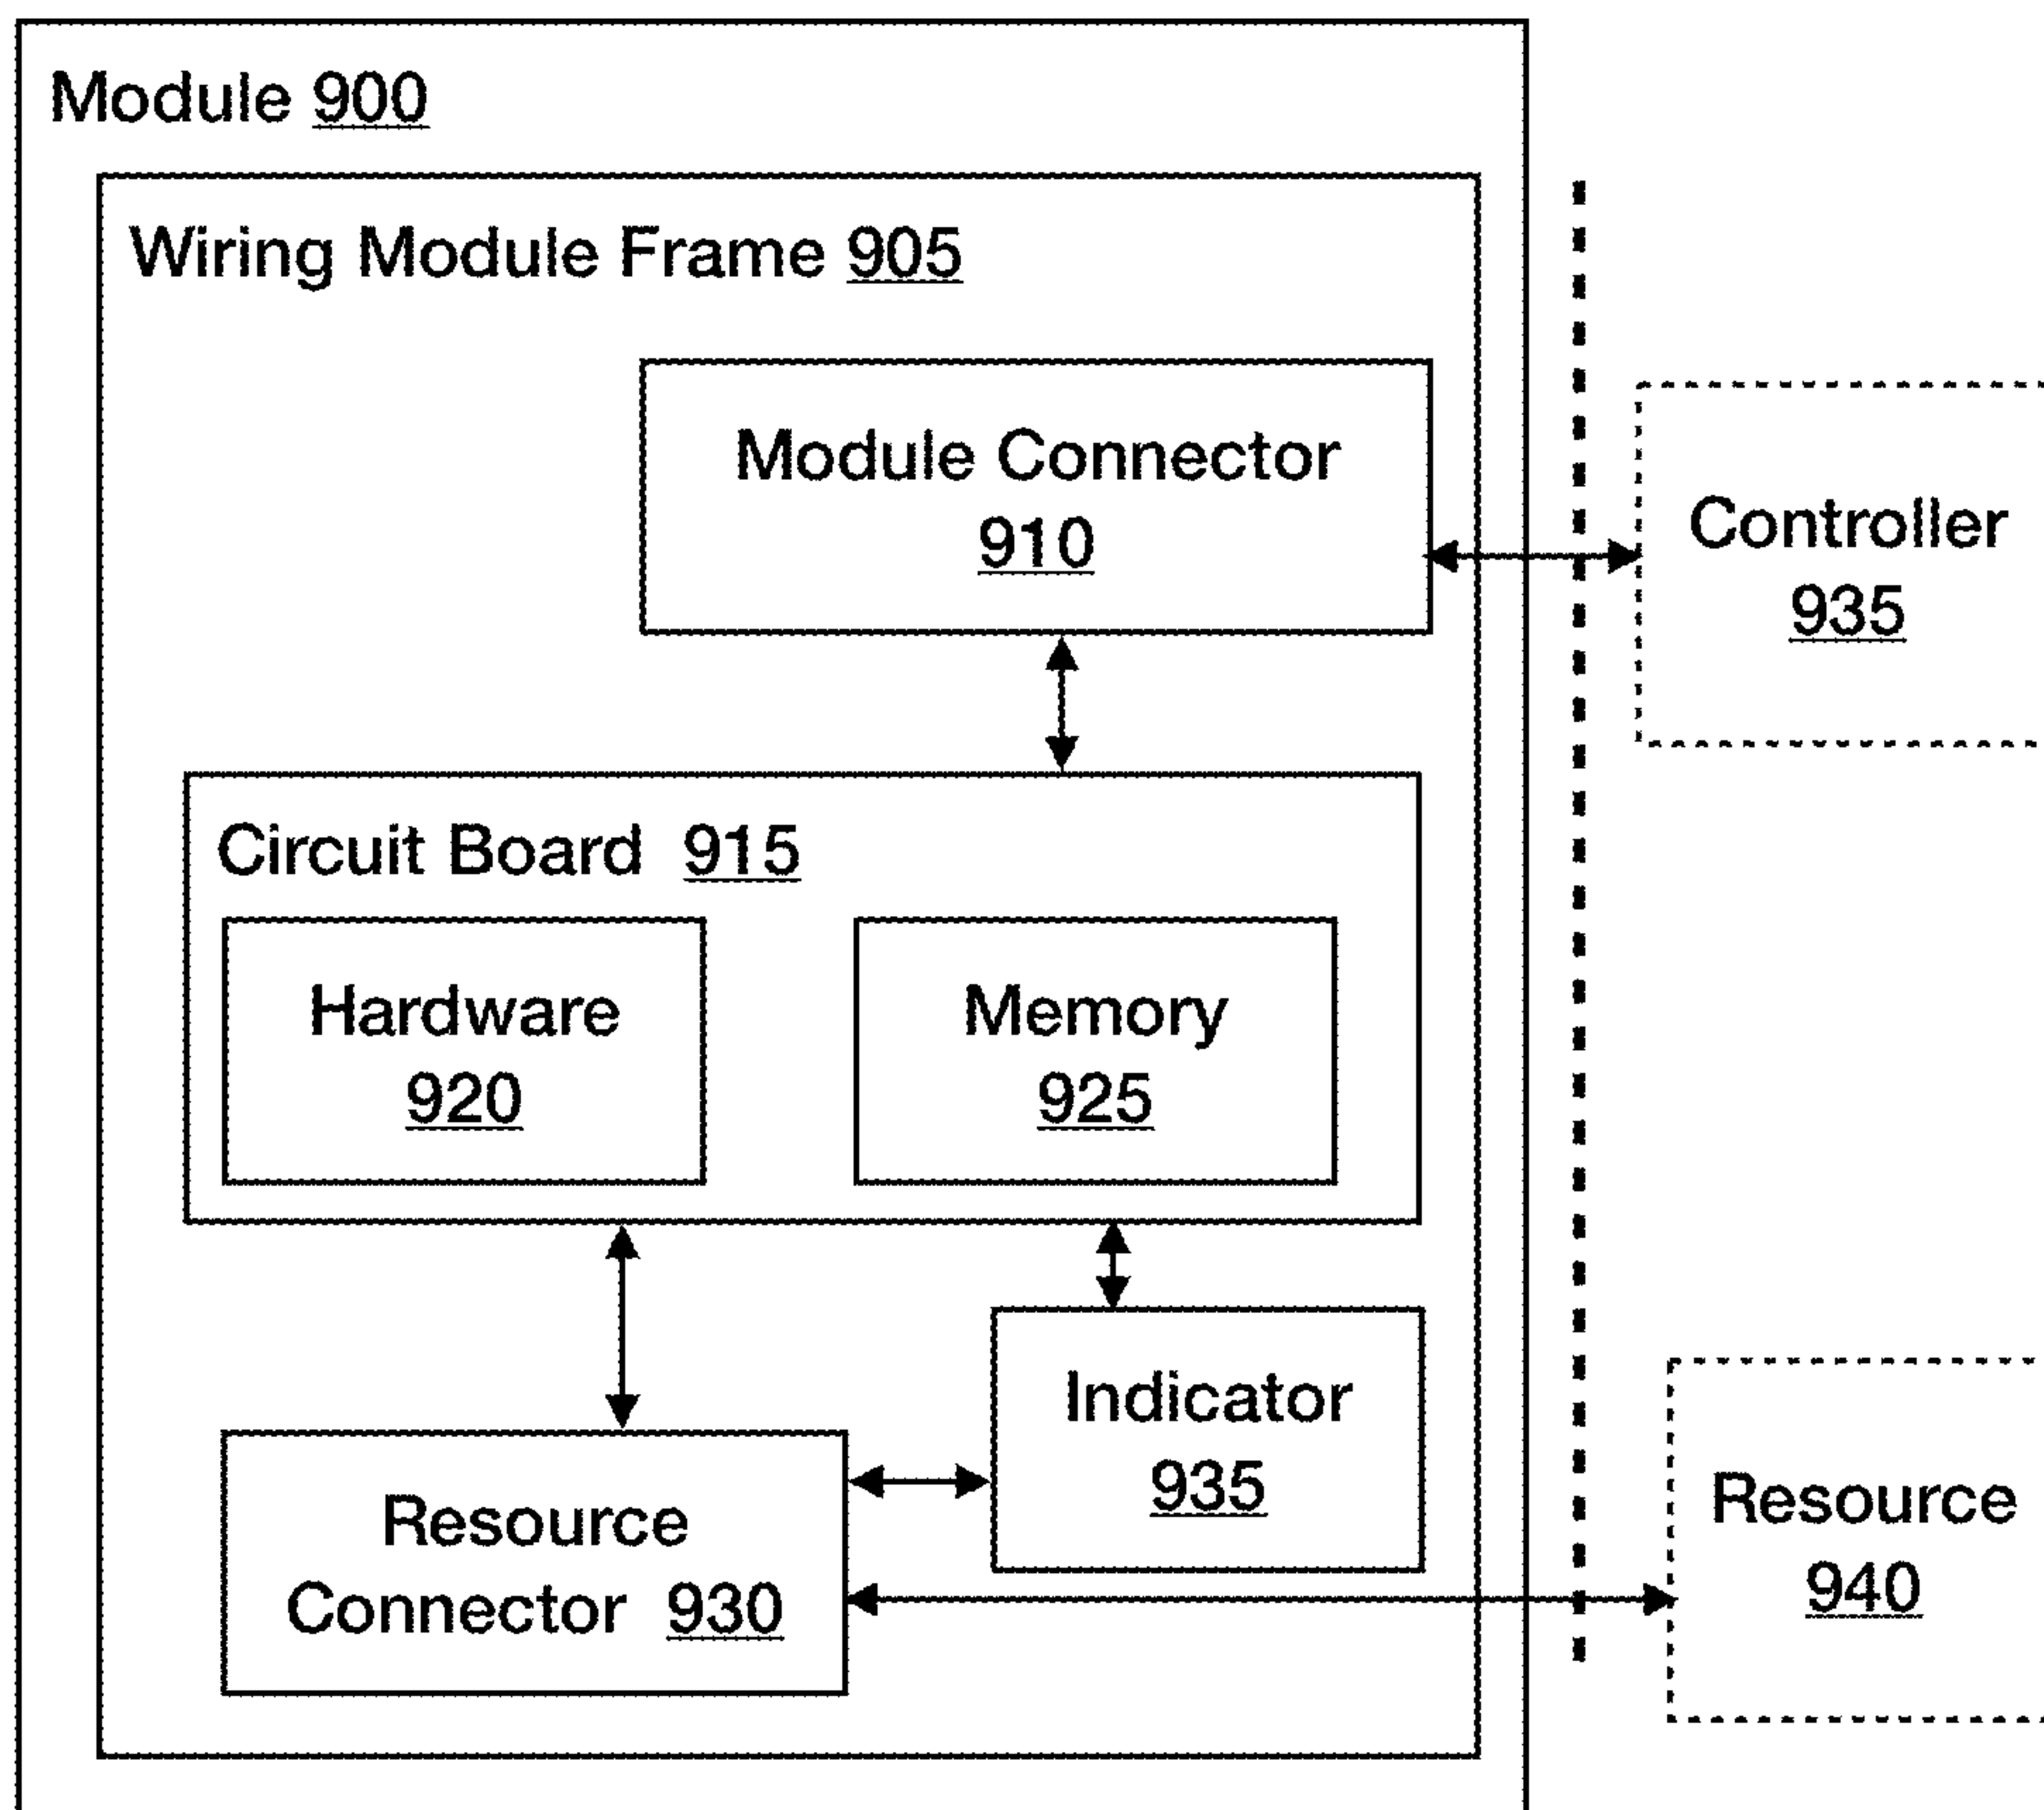 Module 900
Wiring Module Frame 905
Module Connector
910
Controller
935
Circuit Board 915
Hardware
920
Memory
925
Indicator
935
Resource
Connector 930
Resource
940